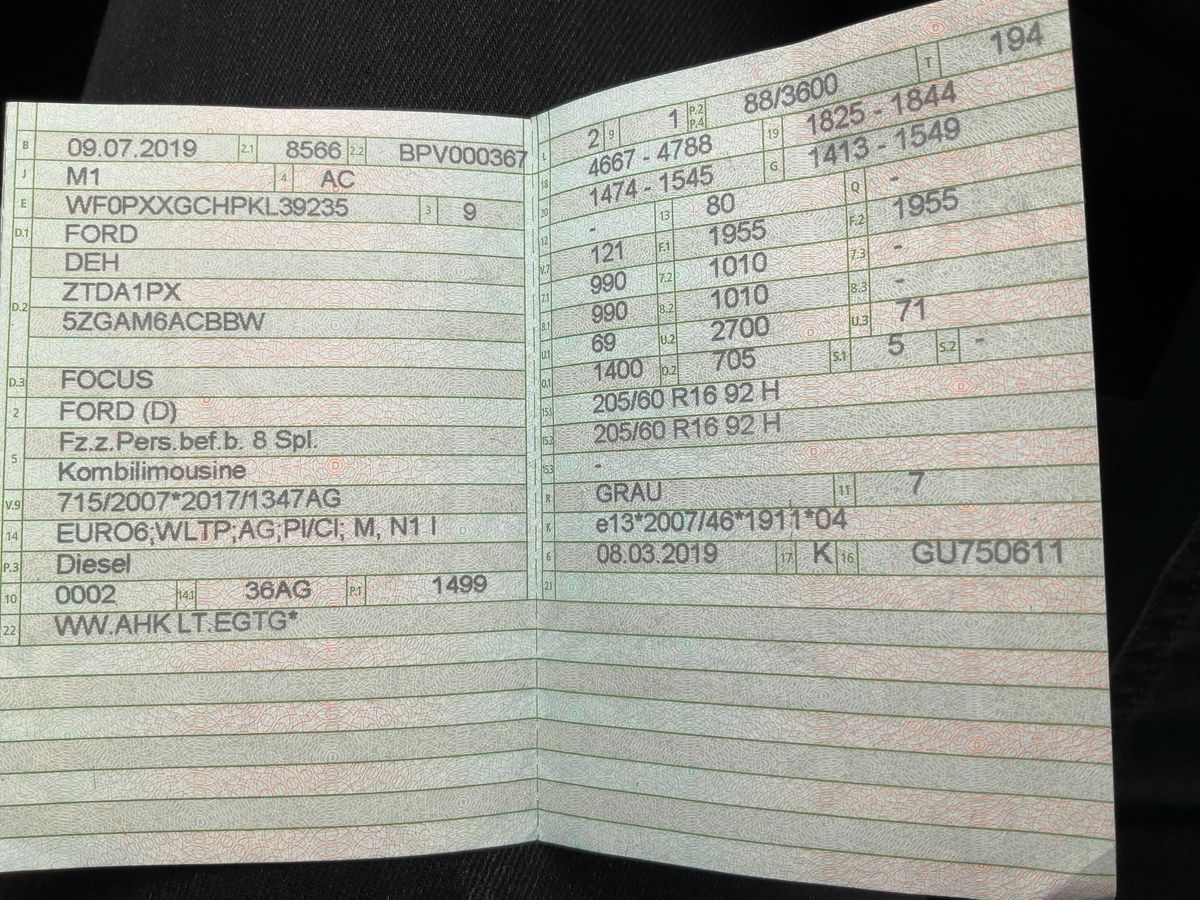 B 09.07.2019 2.1 8566 2.2 BPV000367
J M1 4 AC
E WF0PXXGCHPKL39235 3 9
D.1 FORD
DEH
D.2 ZTDA1PX
5ZGAM6ACBBW
D.3 FOCUS
2 FORD (D)
5 Fz.z.Pers.bef.b. 8 Spl.
Kombilimousine
V.9 715/2007*2017/1347AG
14 EURO6;WLTP;AG;PI/CI; M, N1 I
P.3 Diesel
10 0002 14.1 36AG P.1 1499
22 WW.AHK LT.EGTG*
L 2 9 1 P.2 P.4 88/3600 T 194
18 4667 - 4788 19 1825 - 1844
20 1474 - 1545 G 1413 - 1549
12 - 13 80 Q -
V.7 121 F.1 1955 F.2 1955
7.1 990 7.2 1010 7.3 -
8.1 990 8.2 1010 8.3 -
U.1 69 U.2 2700 U.3 71
O.1 1400 O.2 705 S.1 5 S.2 -
15.1 205/60 R16 92 H
15.2 205/60 R16 92 H
15.3 -
R GRAU 11 7
K e13*2007/46*1911*04
6 08.03.2019 17 K 16 GU750611
21